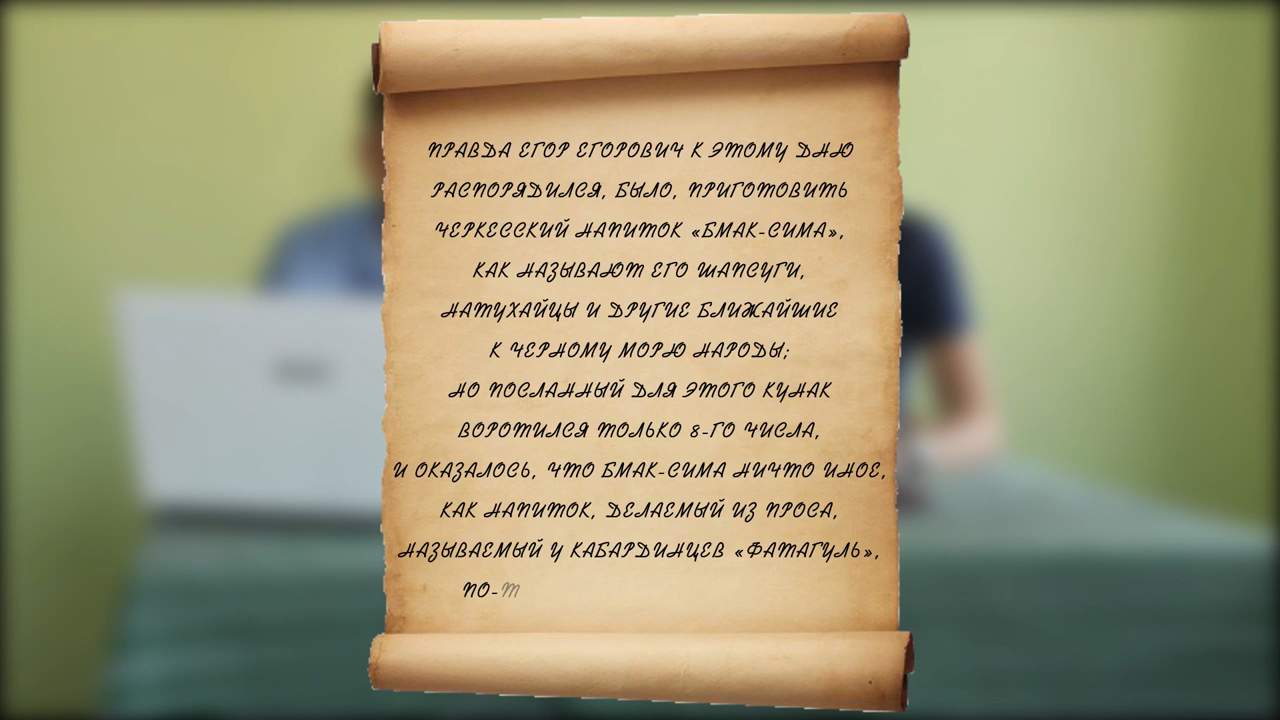 ПРАВДА ЕГОР ЕГОРОВИЧ К ЭТОМУ ДНЮ
РАСПОРЯДИЛСЯ, БЫЛО, ПРИГОТОВИТЬ
ЧЕРКЕССКИЙ НАПИТОК «БМАК-СИМА»,
КАК НАЗЫВАЮТ ЕГО ШАПСУГИ,
НАТУХАЙЦЫ И ДРУГИЕ БЛИЖАЙШИЕ
К ЧЕРНОМУ МОРЮ НАРОДЫ;
НО ПОСЛАННЫЙ ДЛЯ ЭТОГО КУНАК
ВОРОТИЛСЯ ТОЛЬКО 8-ГО ЧИСЛА,
И ОКАЗАЛОСЬ, ЧТО БМАК-СИМА НИЧТО ИНОЕ,
КАК НАПИТОК, ДЕЛАЕМЫЙ ИЗ ПРОСА,
НАЗЫВАЕМЫЙ У КАБАРДИНЦЕВ «ФАТАГУЛЬ»,
ПО-Т